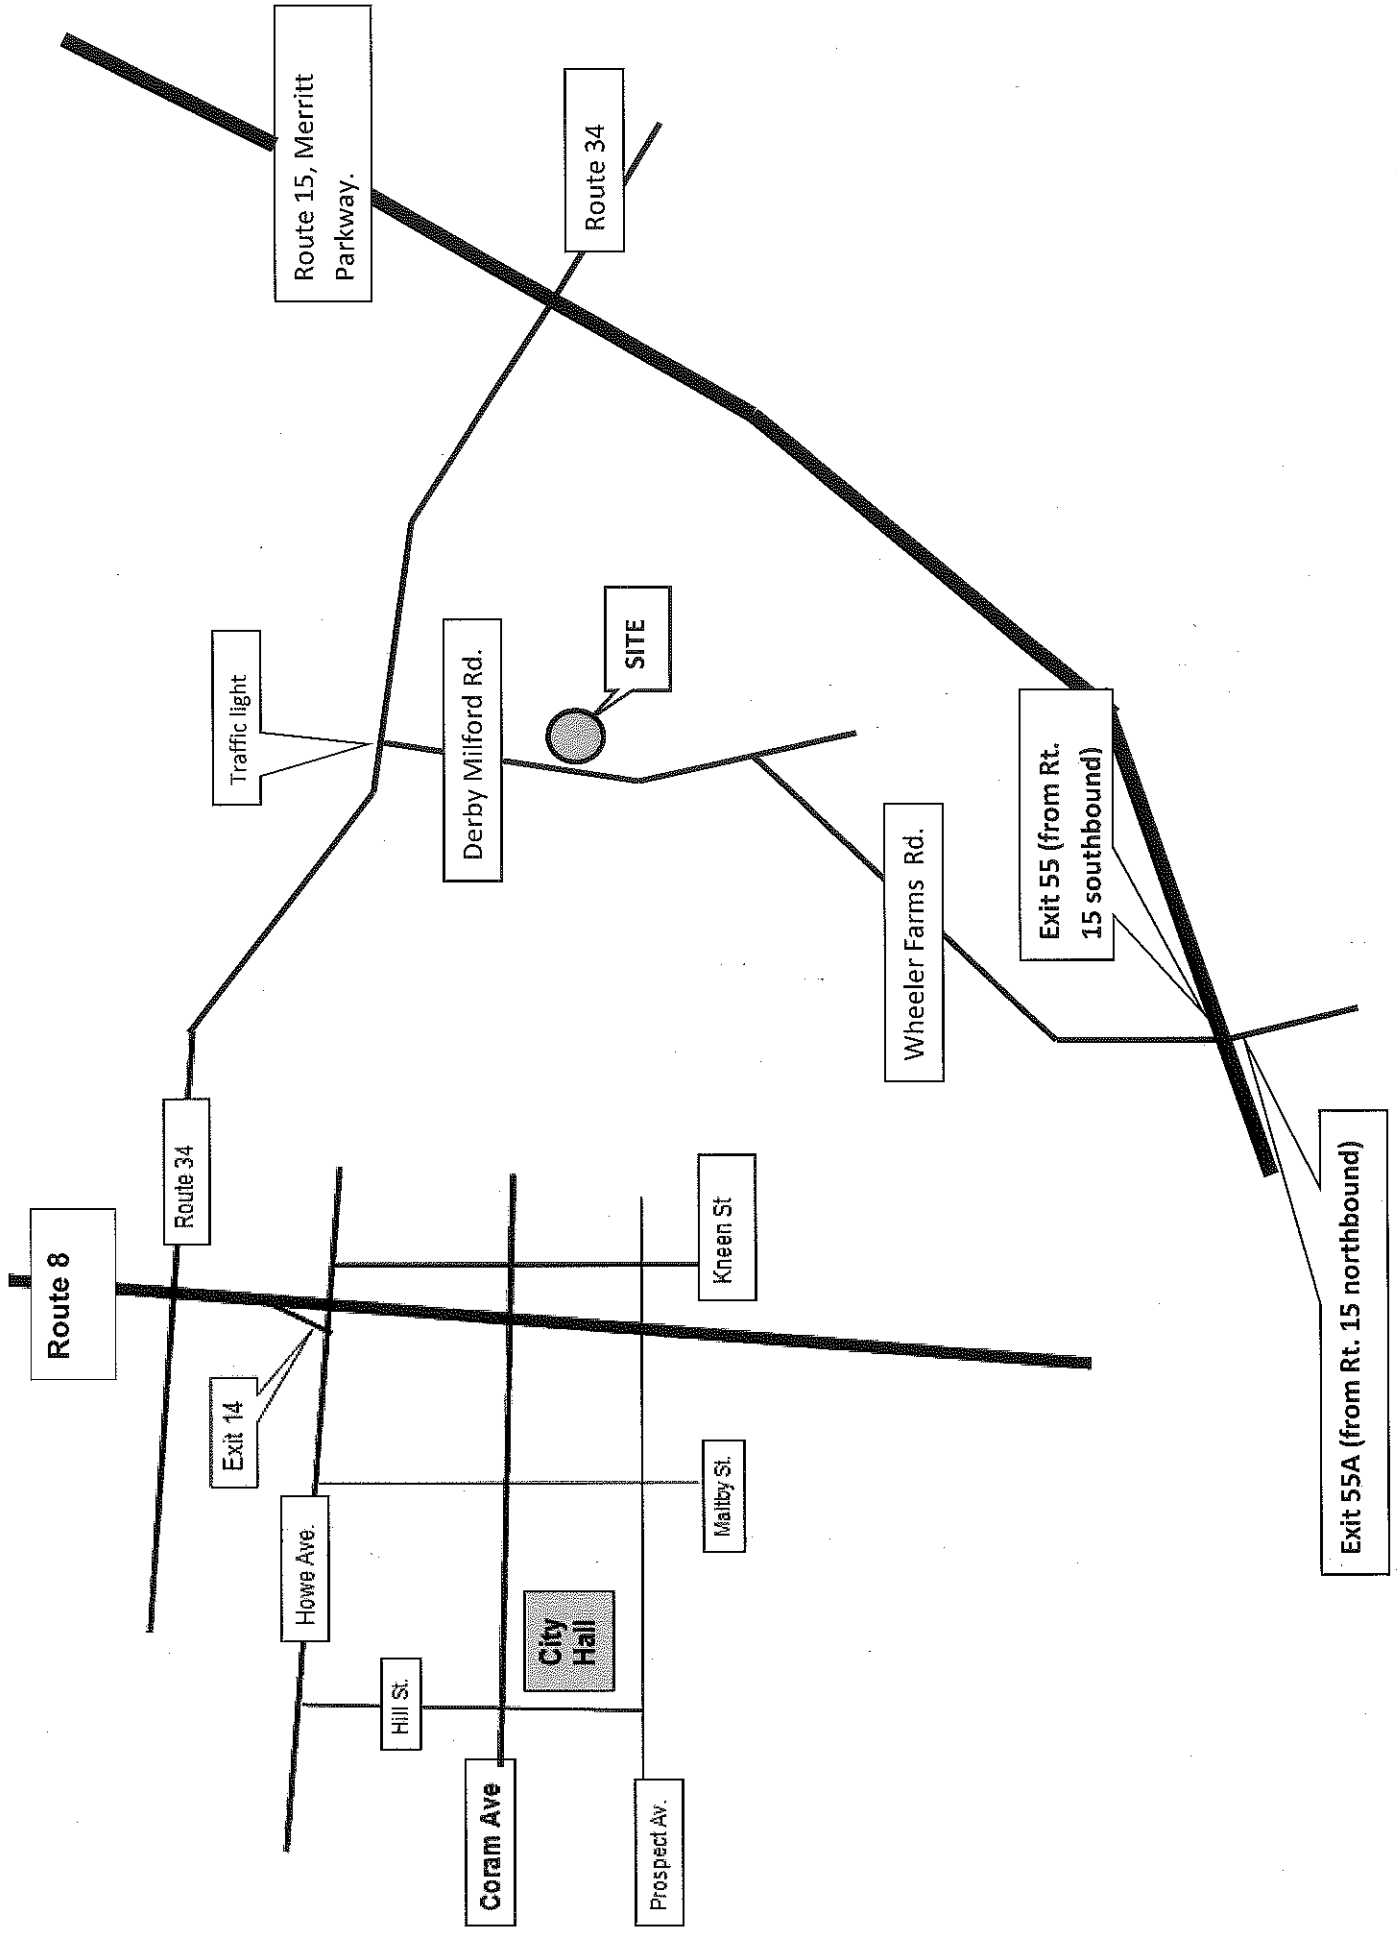 Route 8
Route 34
Exit 14
Traffic light
Howe Ave.
Route 15, Merritt
Parkway.
Hill St.
Derby Milford Rd.
Coram Ave
City
Hall
Route 34
SITE
Prospect Av.
Maltby St.
Kneen St
Wheeler Farms Rd.
Exit 55 (from Rt.
15 southbound)
Exit 55A (from Rt. 15 northbound)